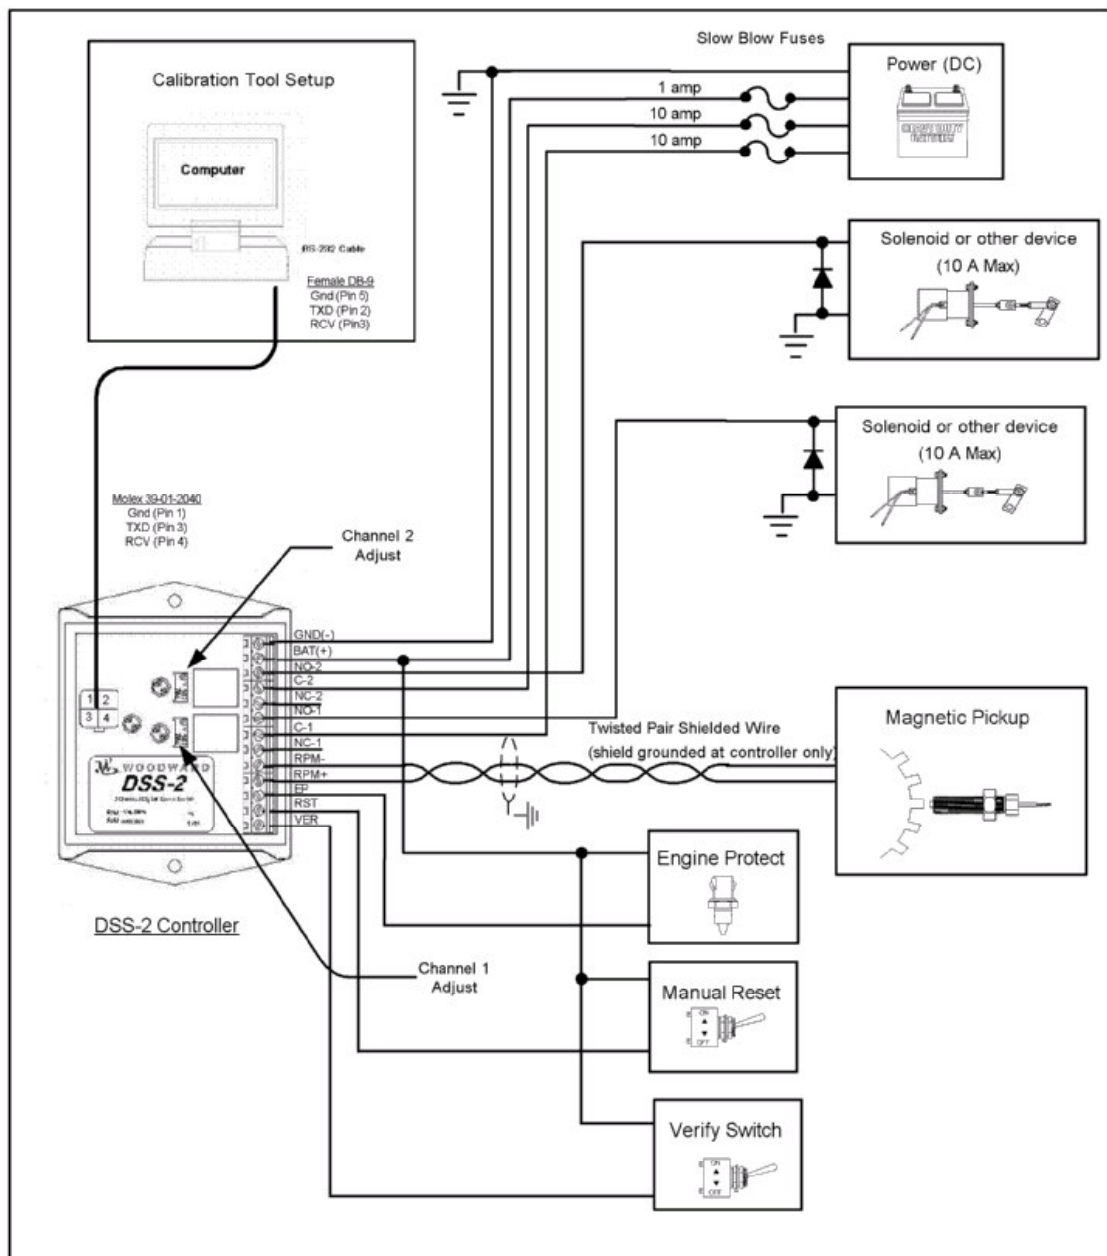 Slow Blow Fuses
Calibration Tool Setup
Computer
RS-232 Cable
Female DB-9
Gnd (Pin 5)
TXD (Pin 2)
RCV (Pin3)
1 amp
10 amp
10 amp
Power (DC)
BATTERY
Solenoid or other device
(10 A Max)
Solenoid or other device
(10 A Max)
Molex 39-01-2040
Gnd (Pin 1)
TXD (Pin 3)
RCV (Pin 4)
Channel 2
Adjust
GND(-)
BAT(+)
NO-2
C-2
NC-2
NO-1
C-1
NC-1
RPM-
RPM+
EP
RST
VER
1 2
3 4
WOODWARD
DSS-2
DSS-2 Controller
Channel 1
Adjust
Twisted Pair Shielded Wire
(shield grounded at controller only)
Magnetic Pickup
Engine Protect
Manual Reset
ON
OFF
Verify Switch
ON
OFF